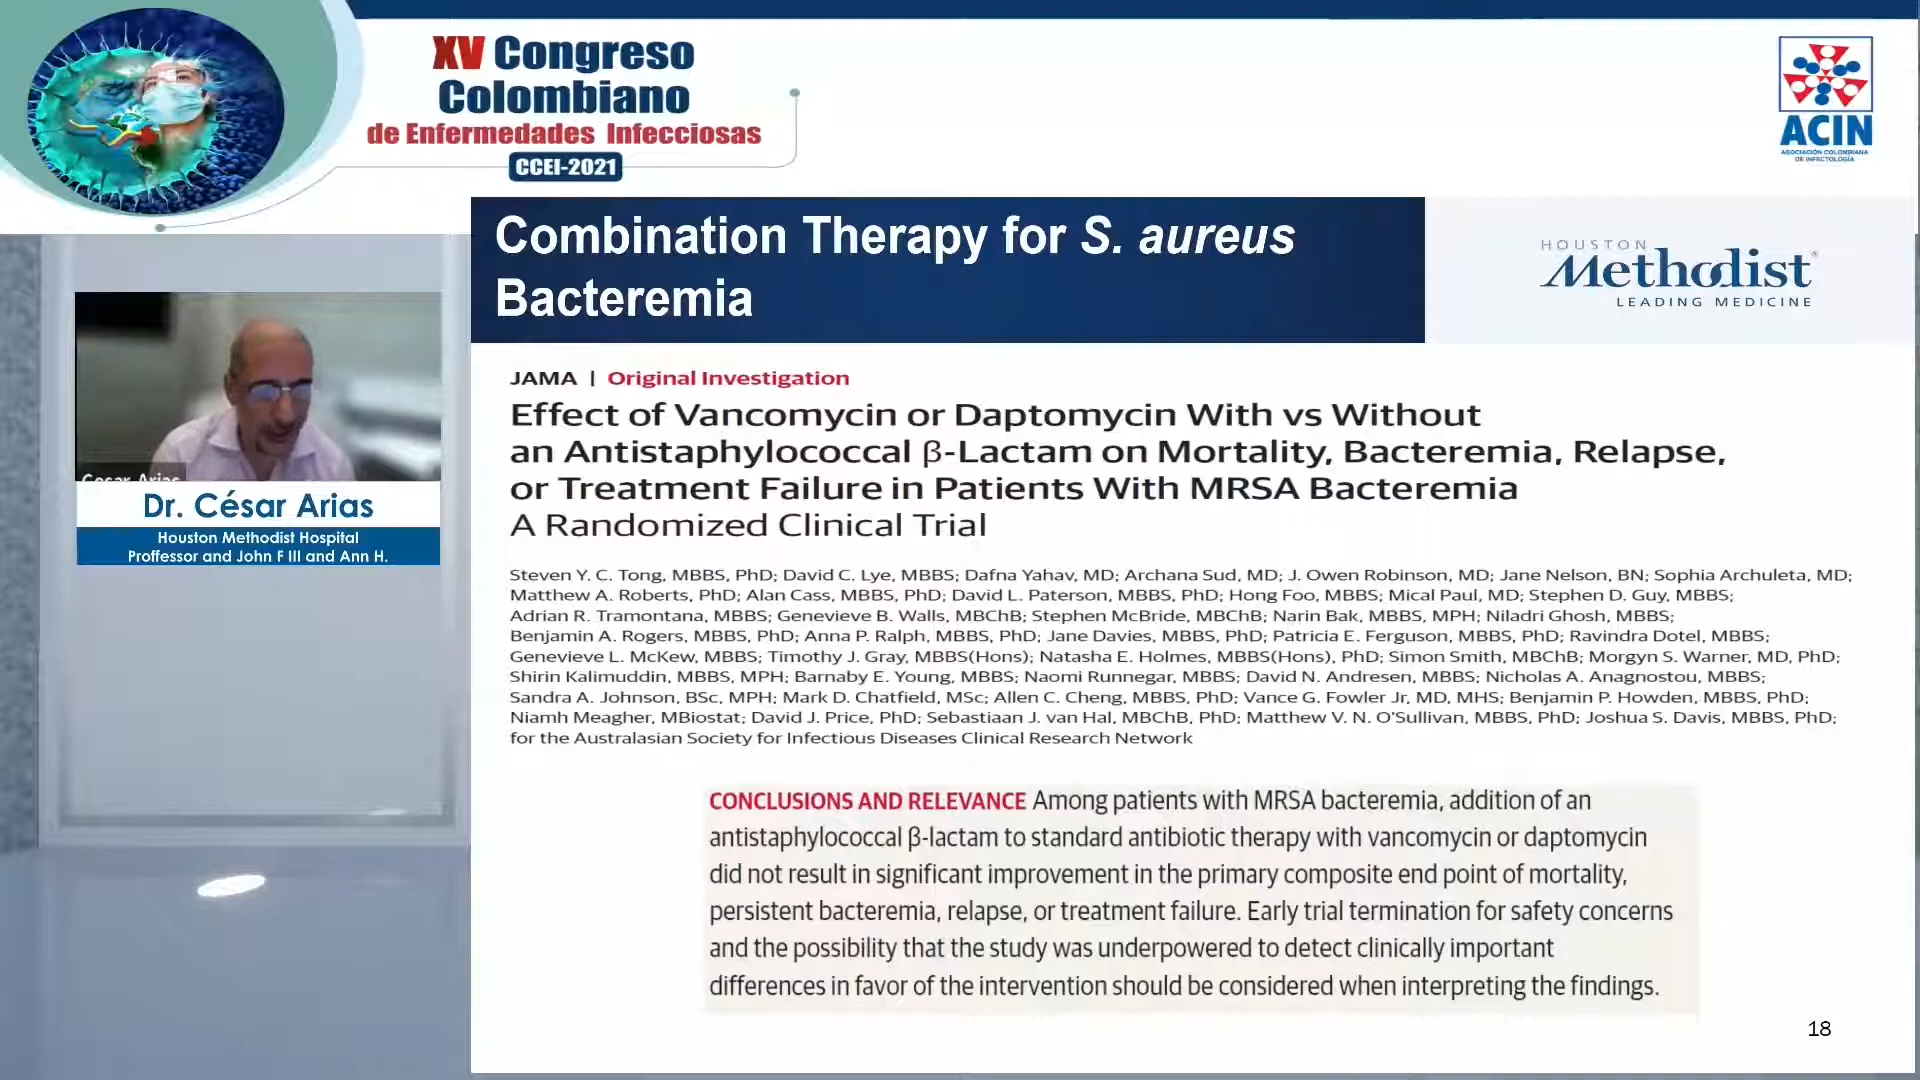 XV Congreso
Colombiano
de Enfermedades Infecciosas
CCEI-2021
ACIN
ASOCIACIÓN COLOMBIANA
DE INFECTOLOGÍA
Combination Therapy for S. aureus
Bacteremia
HOUSTON
Methodist
LEADING MEDICINE
Cesar Arias
Dr. César Arias
Houston Methodist Hospital
Proffessor and John F III and Ann H.
JAMA | Original Investigation
Effect of Vancomycin or Daptomycin With vs Without
an Antistaphylococcal β-Lactam on Mortality, Bacteremia, Relapse,
or Treatment Failure in Patients With MRSA Bacteremia
A Randomized Clinical Trial
Steven Y. C. Tong, MBBS, PhD; David C. Lye, MBBS; Dafna Yahav, MD; Archana Sud, MD; J. Owen Robinson, MD; Jane Nelson, BN; Sophia Archuleta, MD;
Matthew A. Roberts, PhD; Alan Cass, MBBS, PhD; David L. Paterson, MBBS, PhD; Hong Foo, MBBS; Mical Paul, MD; Stephen D. Guy, MBBS;
Adrian R. Tramontana, MBBS; Genevieve B. Walls, MBChB; Stephen McBride, MBChB; Narin Bak, MBBS, MPH; Niladri Ghosh, MBBS;
Benjamin A. Rogers, MBBS, PhD; Anna P. Ralph, MBBS, PhD; Jane Davies, MBBS, PhD; Patricia E. Ferguson, MBBS, PhD; Ravindra Dotel, MBBS;
Genevieve L. McKew, MBBS; Timothy J. Gray, MBBS(Hons); Natasha E. Holmes, MBBS(Hons), PhD; Simon Smith, MBChB; Morgyn S. Warner, MD, PhD;
Shirin Kalimuddin, MBBS, MPH; Barnaby E. Young, MBBS; Naomi Runnegar, MBBS; David N. Andresen, MBBS; Nicholas A. Anagnostou, MBBS;
Sandra A. Johnson, BSc, MPH; Mark D. Chatfield, MSc; Allen C. Cheng, MBBS, PhD; Vance G. Fowler Jr, MD, MHS; Benjamin P. Howden, MBBS, PhD;
Niamh Meagher, MBiostat; David J. Price, PhD; Sebastiaan J. van Hal, MBChB, PhD; Matthew V. N. O'Sullivan, MBBS, PhD; Joshua S. Davis, MBBS, PhD;
for the Australasian Society for Infectious Diseases Clinical Research Network
CONCLUSIONS AND RELEVANCE Among patients with MRSA bacteremia, addition of an
antistaphylococcal β-lactam to standard antibiotic therapy with vancomycin or daptomycin
did not result in significant improvement in the primary composite end point of mortality,
persistent bacteremia, relapse, or treatment failure. Early trial termination for safety concerns
and the possibility that the study was underpowered to detect clinically important
differences in favor of the intervention should be considered when interpreting the findings.
18